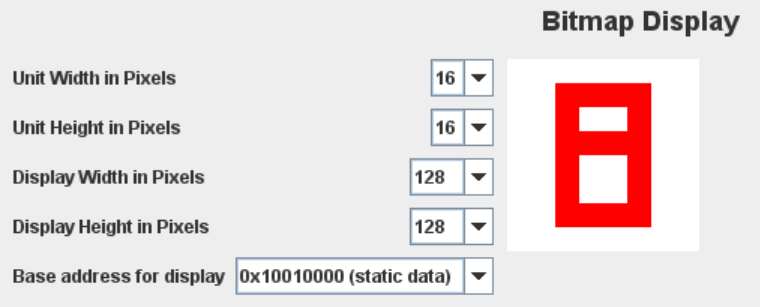 Bitmap Display
Unit Width in Pixels 16
Unit Height in Pixels 16
Display Width in Pixels 128
Display Height in Pixels 128
Base address for display 0x10010000 (static data)